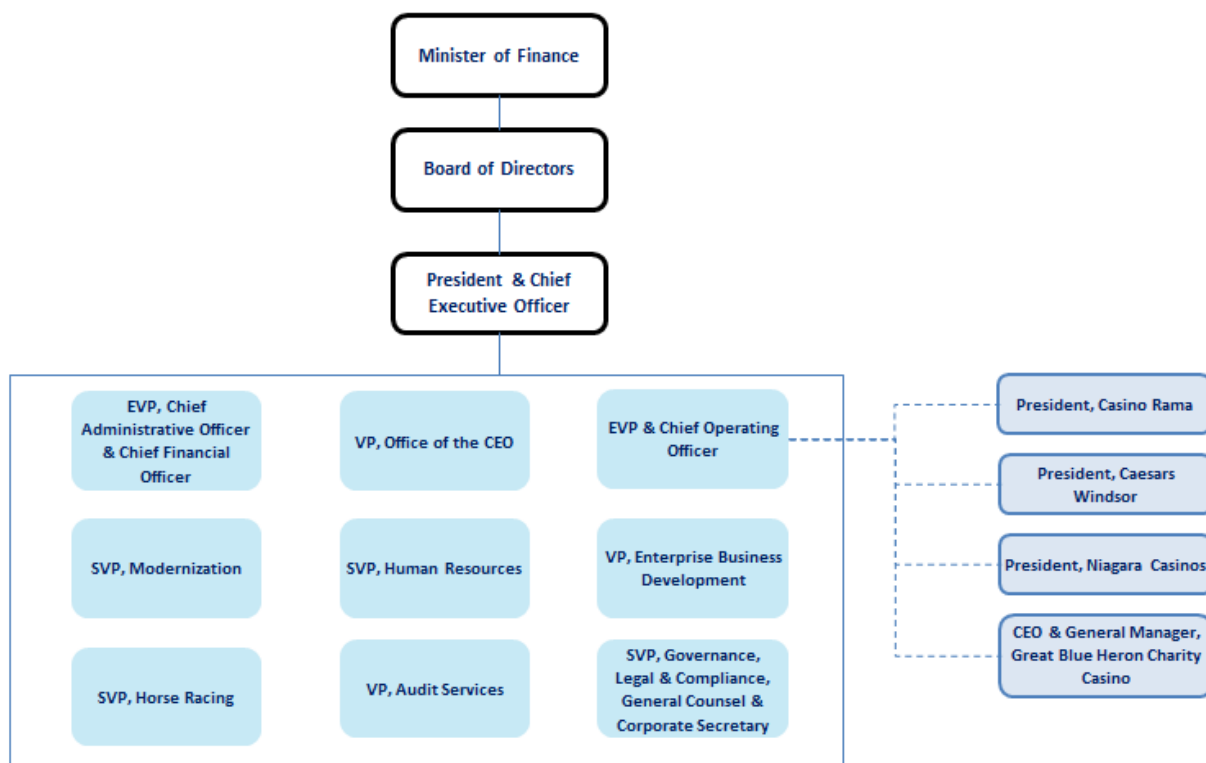 Minister of Finance
Board of Directors
President & Chief
Executive Officer
EVP, Chief
Administrative Officer
& Chief Financial
Officer
VP, Office of the CEO
EVP & Chief Operating
Officer
SVP, Modernization
SVP, Human Resources
VP, Enterprise Business
Development
SVP, Horse Racing
VP, Audit Services
SVP, Governance,
Legal & Compliance,
General Counsel &
Corporate Secretary
President, Casino Rama
President, Caesars
Windsor
President, Niagara Casinos
CEO & General Manager,
Great Blue Heron Charity
Casino